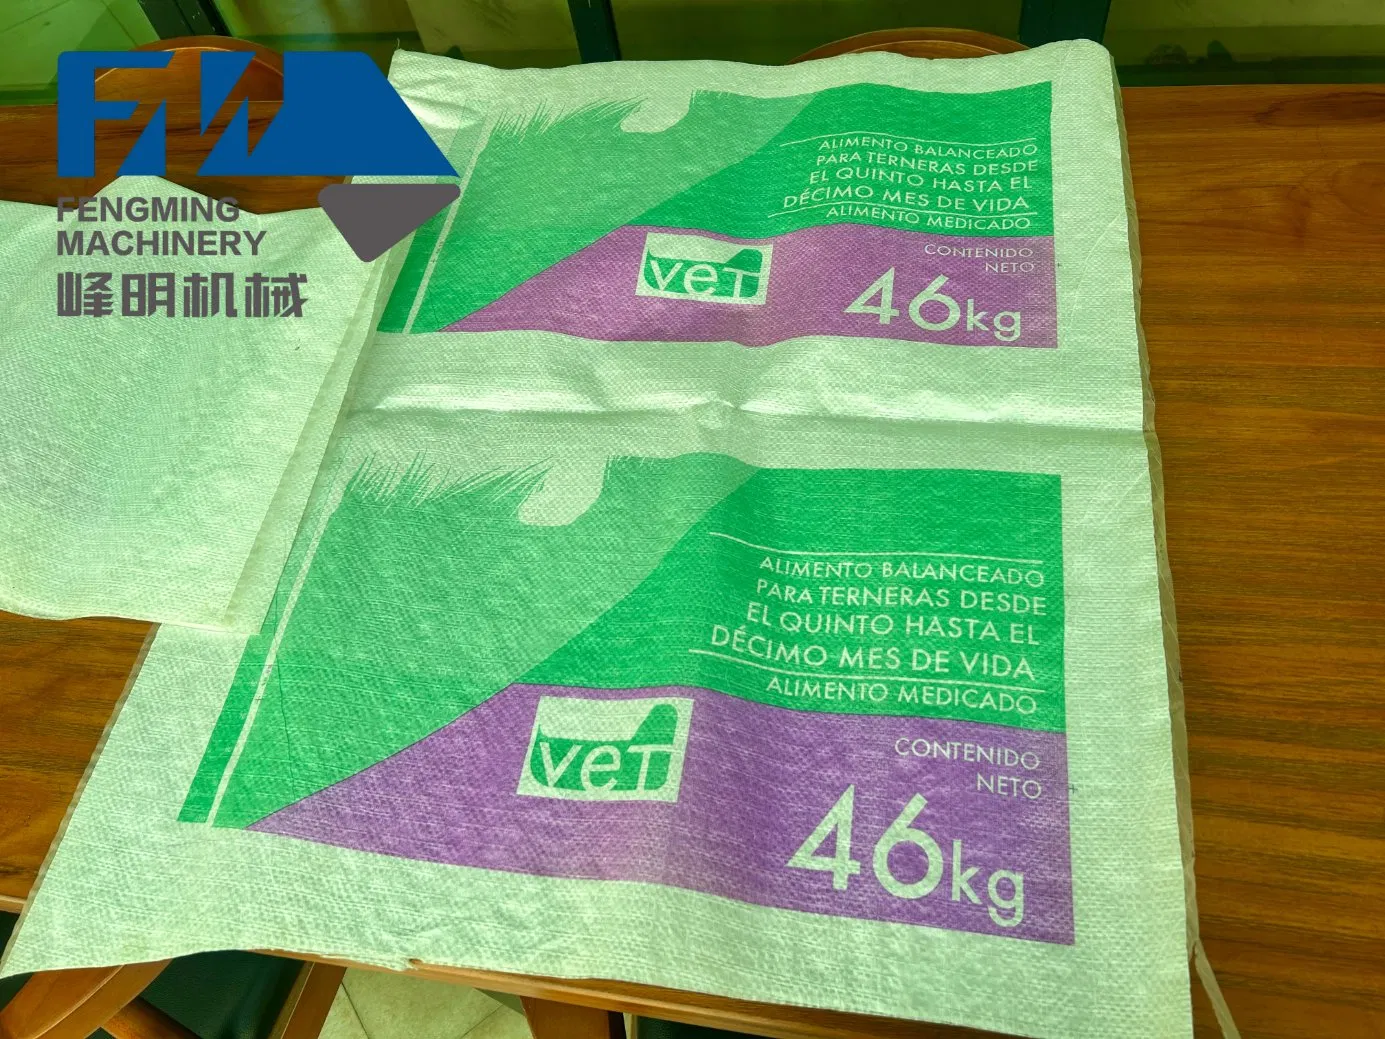 FM
FENGMING
MACHINERY
峰明机械
ALIMENTO BALANCEADO
PARA TERNERAS DESDE
EL QUINTO HASTA EL
DÉCIMO MES DE VIDA
ALIMENTO MEDICADO
CONTENIDO
NETO
46kg
veT
ALIMENTO BALANCEADO
PARA TERNERAS DESDE
EL QUINTO HASTA EL
DÉCIMO MES DE VIDA
ALIMENTO MEDICADO
CONTENIDO
NETO
46kg
veT